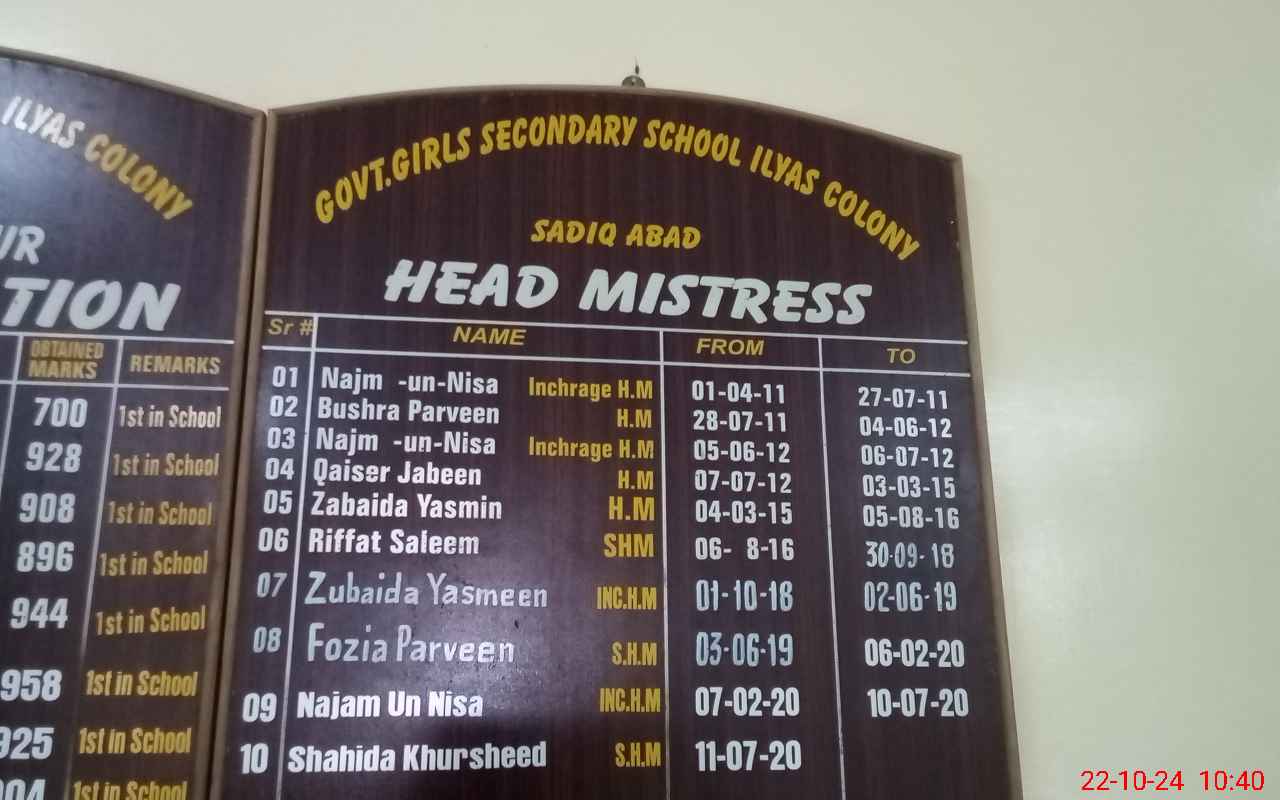 ILYAS COLONY
UR
TION
OBTAINED MARKS REMARKS
700 1st in School
928 1st in School
908 1st in School
896 1st in School
944 1st in School
958 1st in School
925 1st in School
1st in School
GOVT.GIRLS SECONDARY SCHOOL ILYAS COLONY
SADIQ ABAD
HEAD MISTRESS
Sr # NAME FROM TO
01 Najm -un-Nisa Inchrage H.M 01-04-11 27-07-11
02 Bushra Parveen H.M 28-07-11 04-06-12
03 Najm -un-Nisa Inchrage H.M 05-06-12 06-07-12
04 Qaiser Jabeen H.M 07-07-12 03-03-15
05 Zabaida Yasmin H.M 04-03-15 05-08-16
06 Riffat Saleem SHM 06- 8-16 30-09-18
07 Zubaida Yasmeen INC.H.M 01-10-18 02-06-19
08 Fozia Parveen S.H.M 03-06-19 06-02-20
09 Najam Un Nisa INC.H.M 07-02-20 10-07-20
10 Shahida Khursheed S.H.M 11-07-20
22-10-24 10:40